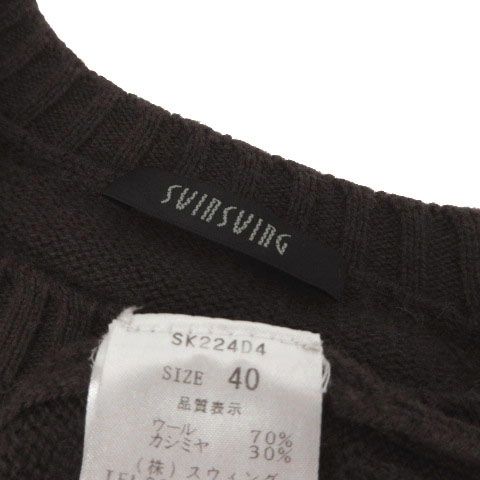 SVINSVING
SK224D4
SIZE 40
品質表示
ウール 70%
カシミヤ 30%
(株) スウィング